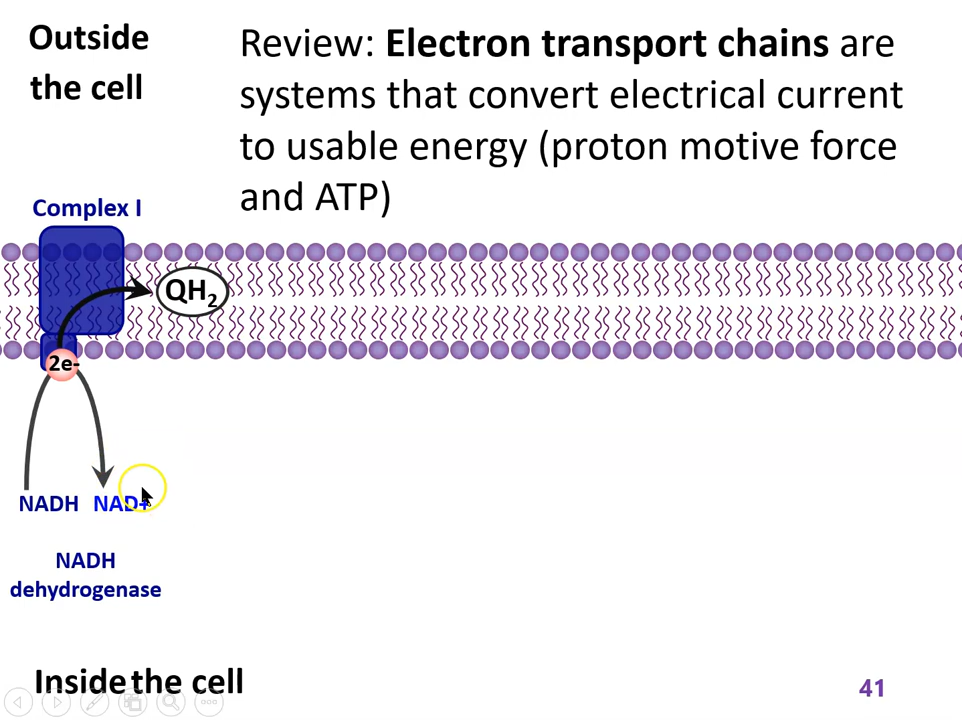 Outside
the cell
Review: Electron transport chains are
systems that convert electrical current
to usable energy (proton motive force
and ATP)
Complex I
QH2
2e-
NADH NAD+
NADH
dehydrogenase
Inside the cell
41